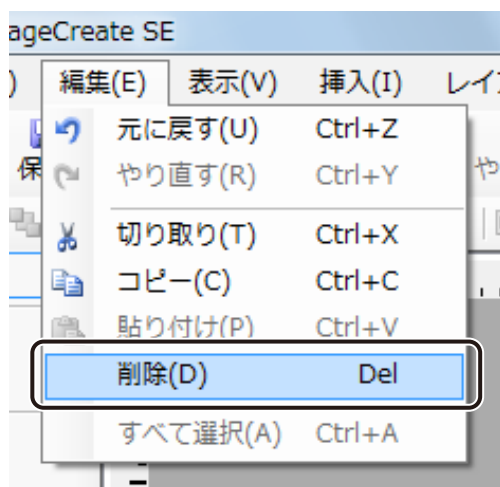 ageCreate SE
) 編集(E) 表示(V) 挿入(I) レイ
元に戻す(U) Ctrl+Z
保
やり直す(R) Ctrl+Y
や
切り取り(T) Ctrl+X
コピー(C) Ctrl+C
貼り付け(P) Ctrl+V
削除(D) Del
すべて選択(A) Ctrl+A